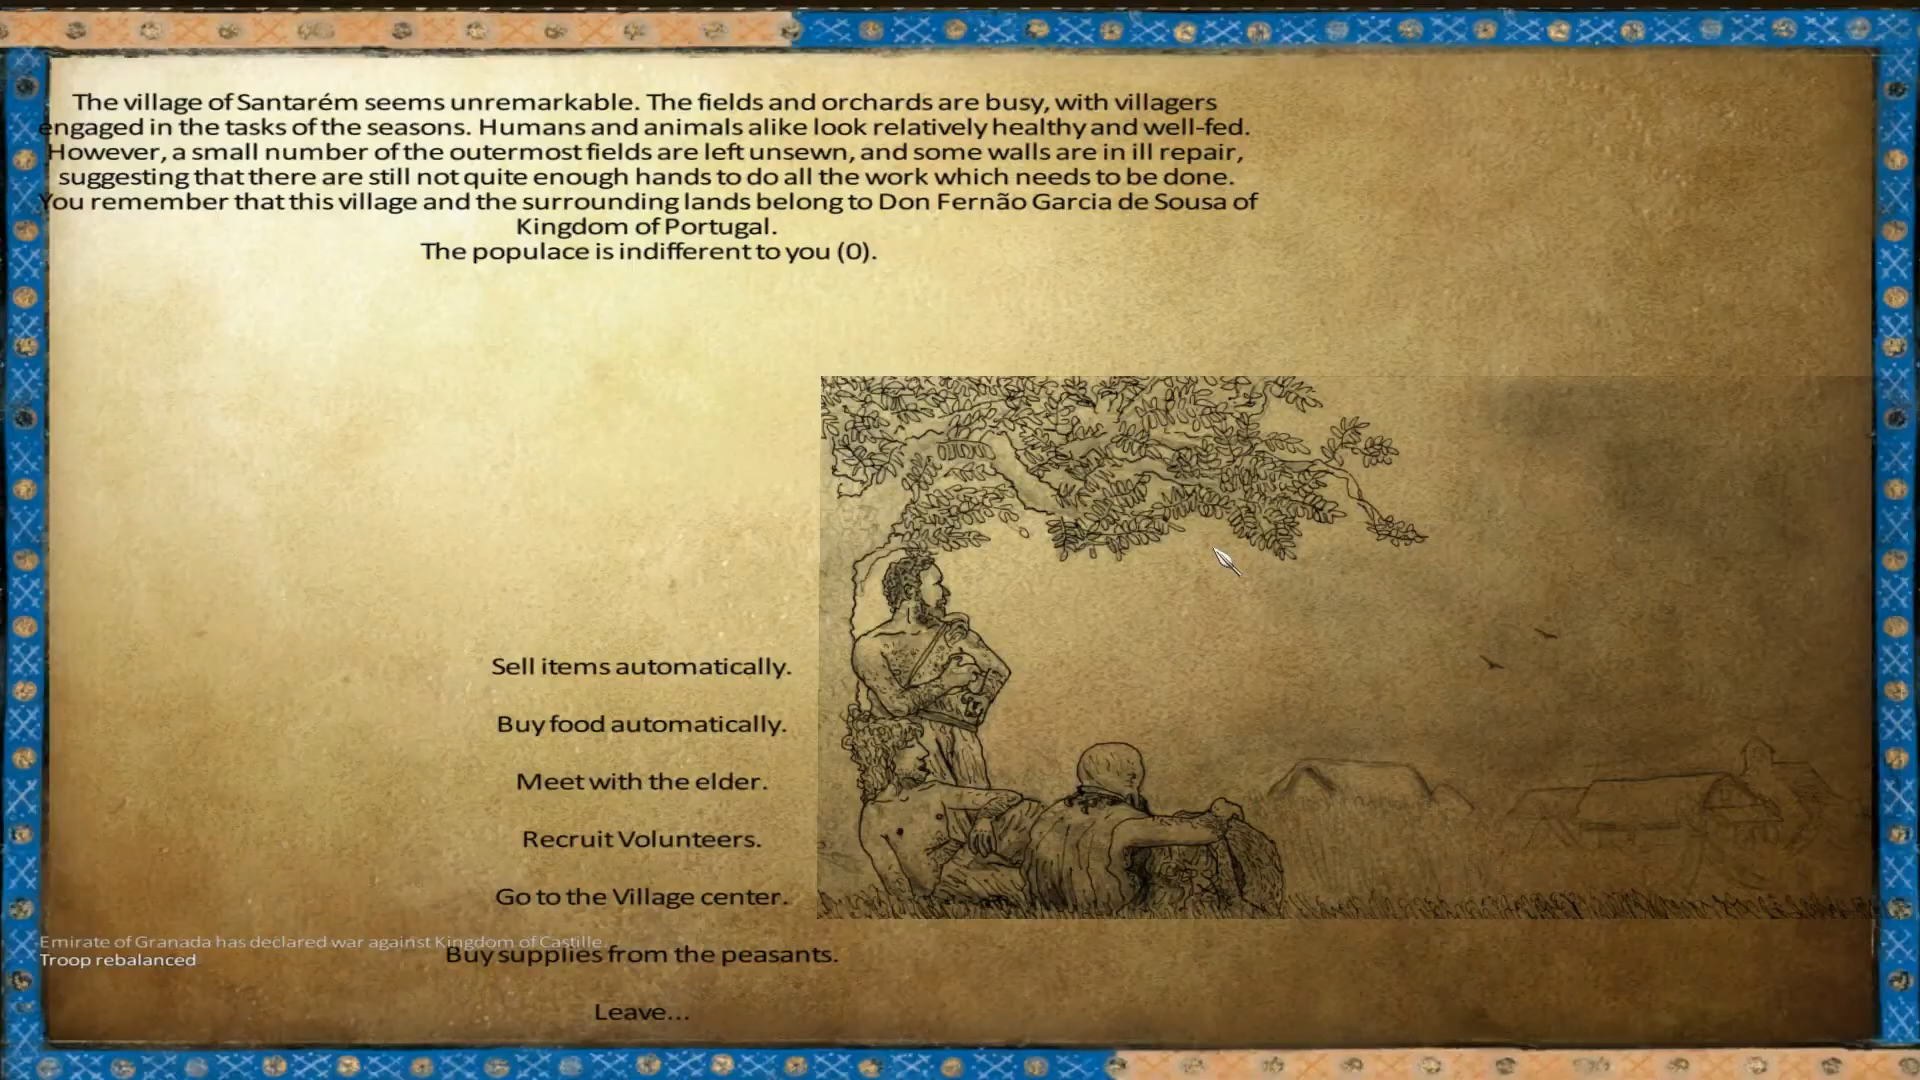 The village of Santarém seems unremarkable. The fields and orchards are busy, with villagers
engaged in the tasks of the seasons. Humans and animals alike look relatively healthy and well-fed.
However, a small number of the outermost fields are left unsewn, and some walls are in ill repair,
suggesting that there are still not quite enough hands to do all the work which needs to be done.
You remember that this village and the surrounding lands belong to Don Fernão Garcia de Sousa of
Kingdom of Portugal.
The populace is indifferent to you (0).
Sell items automatically.
Buy food automatically.
Meet with the elder.
Recruit Volunteers.
Go to the Village center.
Emirate of Granada has declared war against Kingdom of Castille.
Troop rebalanced
Buy supplies from the peasants.
Leave...